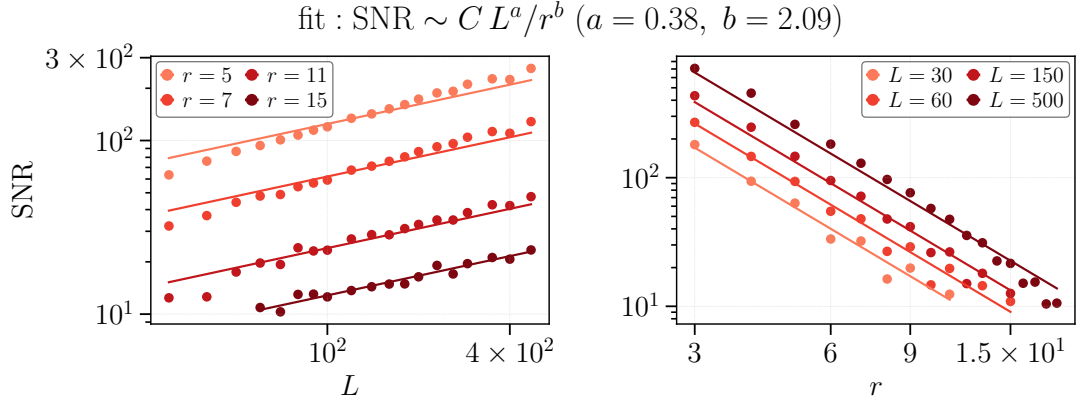 fit : SNR ∼ C L^a/r^b (a = 0.38, b = 2.09)
SNR
3 × 10^2
10^2
10^1
r = 5
r = 11
r = 7
r = 15
10^2
4 × 10^2
L
10^2
10^1
L = 30
L = 150
L = 60
L = 500
3
6
9
1.5 × 10^1
r